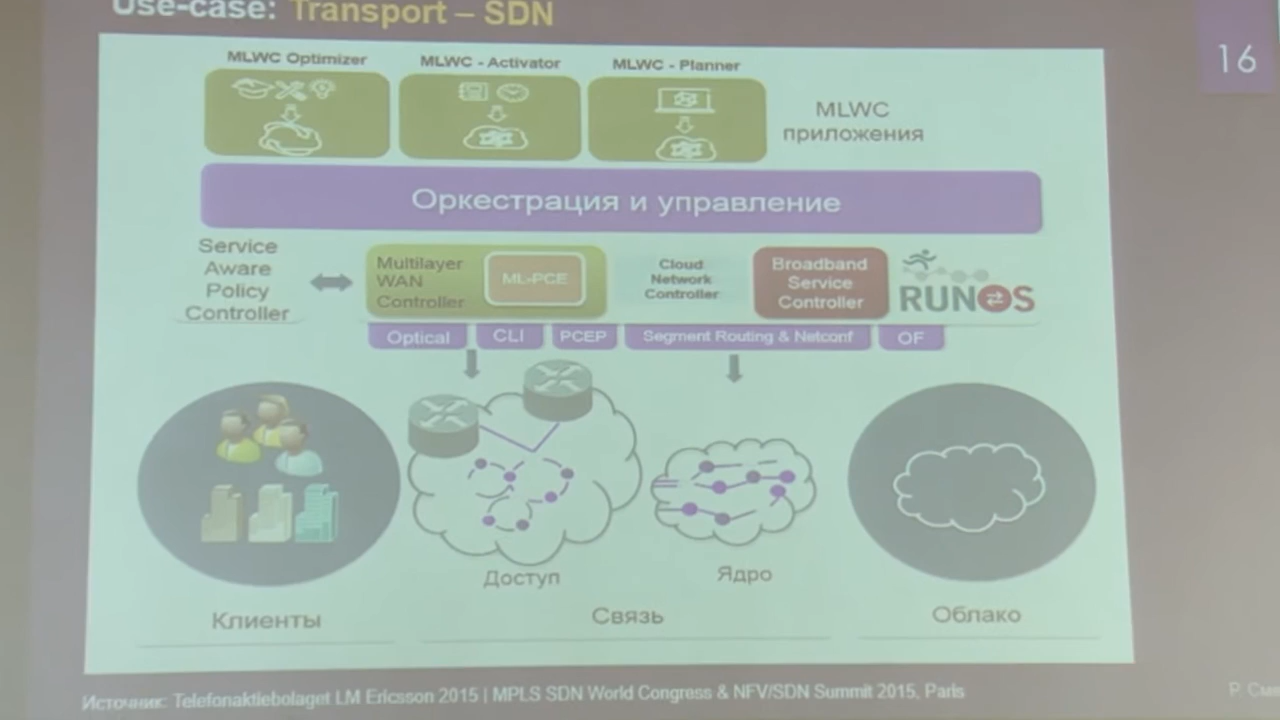 Use-case: Transport – SDN
16
MLWC Optimizer
MLWC - Activator
MLWC - Planner
MLWC
приложения
Оркестрация и управление
Service
Aware
Policy
Controller
Multilayer
WAN
Controller
ML-PCE
Cloud
Network
Controller
Broadband
Service
Controller
RUNOS
Optical
CLI
PCEP
Segment Routing & Netconf
OF
Доступ
Ядро
Клиенты
Связь
Облако
Источник: Telefonaktiebolaget LM Ericsson 2015 | MPLS SDN World Congress & NFV/SDN Summit 2015, Paris
Р.